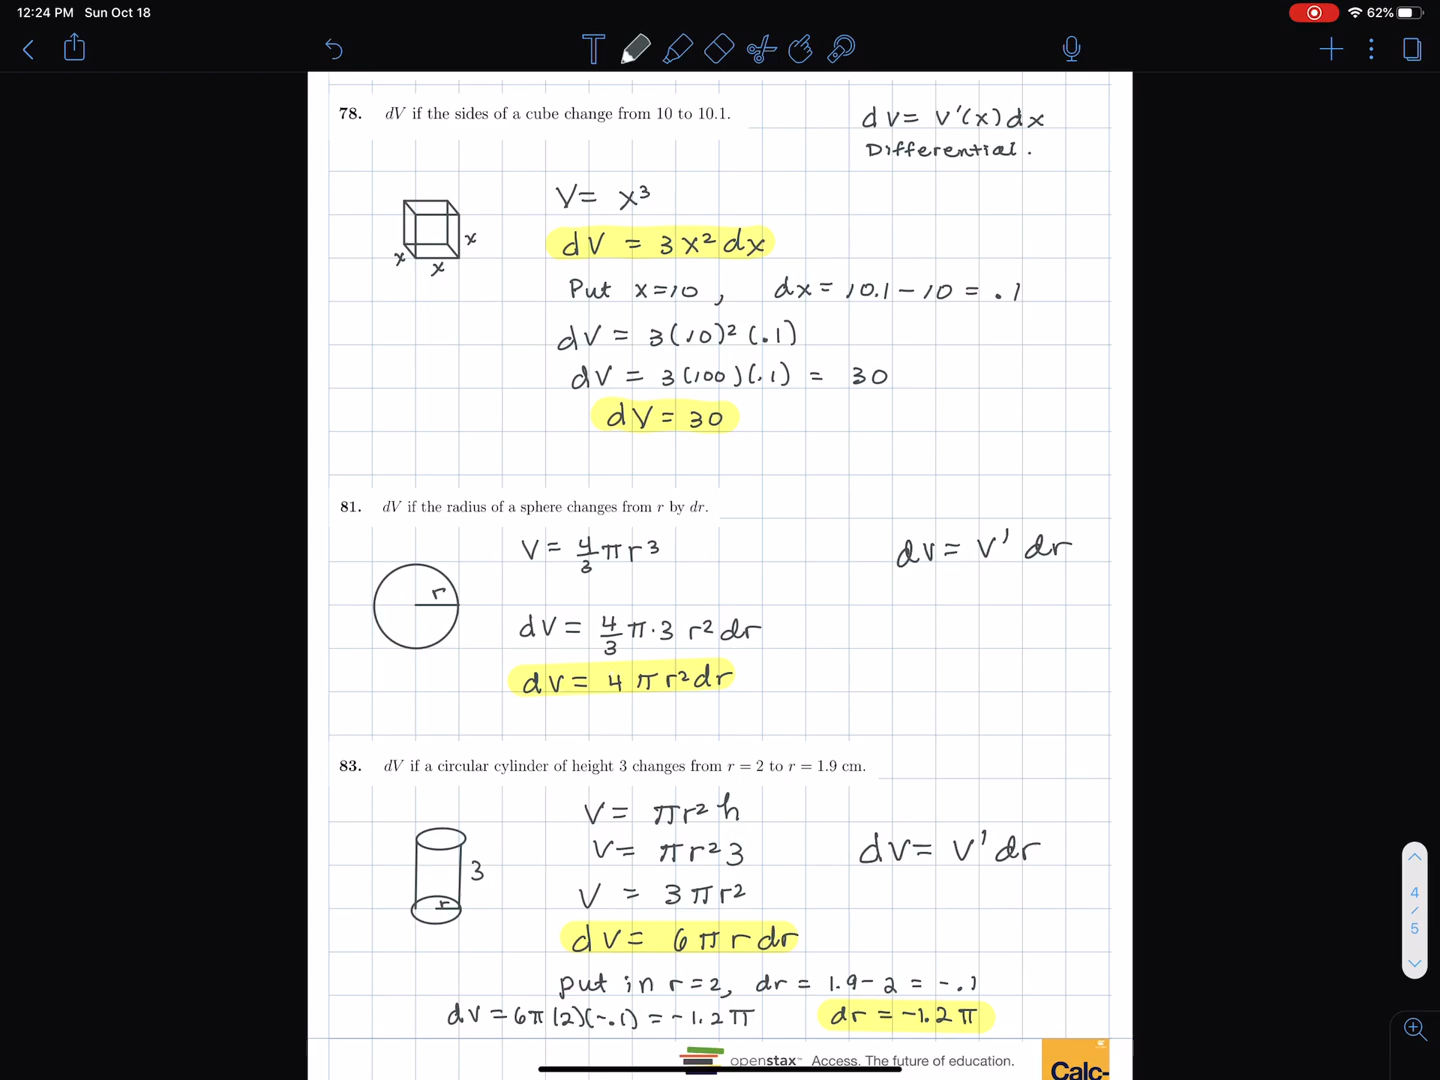 12:24 PM Sun Oct 18
62%
78. dV if the sides of a cube change from 10 to 10.1.
dV = V'(x)dx
Differential.
V = x³
x
x
x
dV = 3x²dx
Put x=10, dx = 10.1 - 10 = .1
dV = 3(10)²(.1)
dV = 3(100)(.1) = 30
dV = 30
81. dV if the radius of a sphere changes from r by dr.
V = 4/3 πr³
dV = V' dr
r
dV = 4/3 π·3 r²dr
dV = 4πr²dr
83. dV if a circular cylinder of height 3 changes from r = 2 to r = 1.9 cm.
V = πr²h
V = πr²3
dV = V'dr
3
V = 3πr²
r
dV = 6πrdr
put in r=2, dr = 1.9-2 = -.1
dV = 6π(2)(-.1) = -1.2π
dr = -1.2π
openstax™ Access. The future of education.
Calc-
4
/
5